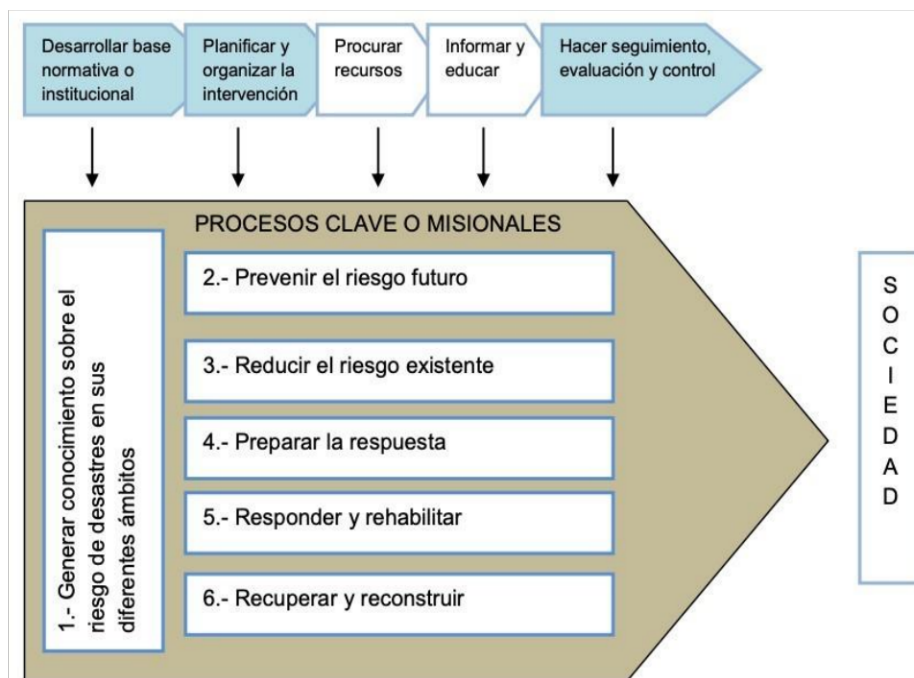 Desarrollar base
normativa o
institucional
Planificar y
organizar la
intervención
Procurar
recursos
Informar y
educar
Hacer seguimiento,
evaluación y control
PROCESOS CLAVE O MISIONALES
1.- Generar conocimiento sobre el
riesgo de desastres en sus
diferentes ámbitos
2.- Prevenir el riesgo futuro
3.- Reducir el riesgo existente
4.- Preparar la respuesta
5.- Responder y rehabilitar
6.- Recuperar y reconstruir
S
O
C
I
E
D
A
D